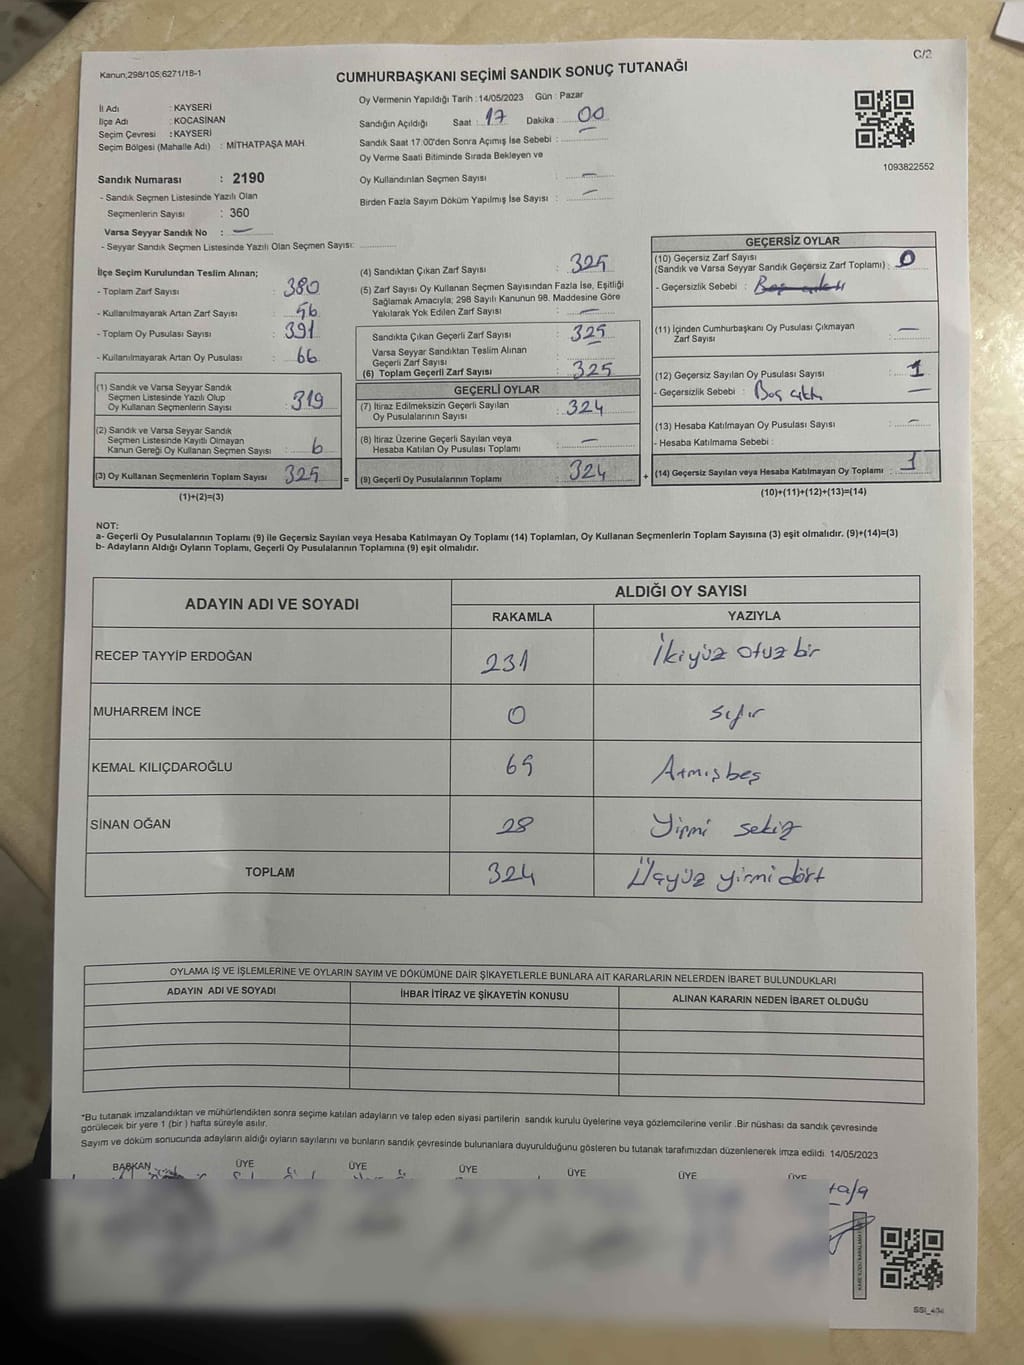 C/2
Kanun;298/105;6271/18-1
CUMHURBAŞKANI SEÇİMİ SANDIK SONUÇ TUTANAĞI
İl Adı : KAYSERİ
İlçe Adı : KOCASİNAN
Seçim Çevresi : KAYSERİ
Seçim Bölgesi (Mahalle Adı) : MİTHATPAŞA MAH
Sandık Numarası : 2190
- Sandık Seçmen Listesinde Yazılı Olan
Seçmenlerin Sayısı : 360
Varsa Seyyar Sandık No : —
- Seyyar Sandık Seçmen Listesinde Yazılı Olan Seçmen Sayısı:
Oy Vermenin Yapıldığı Tarih : 14/05/2023 Gün : Pazar
Sandığın Açıldığı Saat : 17 Dakika : 00
Sandık Saat 17:00'den Sonra Açımış İse Sebebi :
Oy Verme Saati Bitiminde Sırada Bekleyen ve
Oy Kullandırılan Seçmen Sayısı : —
Birden Fazla Sayım Döküm Yapılmış İse Sayısı : —
1093822552
İlçe Seçim Kurulundan Teslim Alınan;
- Toplam Zarf Sayısı : 380
- Kullanılmayarak Artan Zarf Sayısı : 56
- Toplam Oy Pusulası Sayısı : 391
- Kullanılmayarak Artan Oy Pusulası : 66
(1) Sandık ve Varsa Seyyar Sandık
Seçmen Listesinde Yazılı Olup
Oy Kullanan Seçmenlerin Sayısı : 319
(2) Sandık ve Varsa Seyyar Sandık
Seçmen Listesinde Kayıtlı Olmayan
Kanun Gereği Oy Kullanan Seçmen Sayısı : 6
(3) Oy Kullanan Seçmenlerin Toplam Sayısı 325 =
(1)+(2)=(3)
(4) Sandıktan Çıkan Zarf Sayısı : 325
(5) Zarf Sayısı Oy Kullanan Seçmen Sayısından Fazla İse, Eşitliği
Sağlamak Amacıyla; 298 Sayılı Kanunun 98. Maddesine Göre
Yakılarak Yok Edilen Zarf Sayısı : —
Sandıkta Çıkan Geçerli Zarf Sayısı : 325
Varsa Seyyar Sandıktan Teslim Alınan
Geçerli Zarf Sayısı : —
(6) Toplam Geçerli Zarf Sayısı : 325
GEÇERLİ OYLAR
(7) İtiraz Edilmeksizin Geçerli Sayılan
Oy Pusulalarının Sayısı : 324
(8) İtiraz Üzerine Geçerli Sayılan veya
Hesaba Katılan Oy Pusulası Toplamı : —
(9) Geçerli Oy Pusulalarının Toplamı : 324 +
GEÇERSİZ OYLAR
(10) Geçersiz Zarf Sayısı
(Sandık ve Varsa Seyyar Sandık Geçersiz Zarf Toplamı) : 0
- Geçersizlik Sebebi :
(11) İçinden Cumhurbaşkanı Oy Pusulası Çıkmayan
Zarf Sayısı : —
(12) Geçersiz Sayılan Oy Pusulası Sayısı : 1
- Geçersizlik Sebebi : Boş çıktı —
(13) Hesaba Katılmayan Oy Pusulası Sayısı : —
- Hesaba Katılmama Sebebi :
(14) Geçersiz Sayılan veya Hesaba Katılmayan Oy Toplamı : 1
(10)+(11)+(12)+(13)=(14)
NOT:
a- Geçerli Oy Pusulalarının Toplamı (9) ile Geçersiz Sayılan veya Hesaba Katılmayan Oy Toplamı (14) Toplamları, Oy Kullanan Seçmenlerin Toplam Sayısına (3) eşit olmalıdır. (9)+(14)=(3)
b- Adayların Aldığı Oyların Toplamı, Geçerli Oy Pusulalarının Toplamına (9) eşit olmalıdır.
ADAYIN ADI VE SOYADI ALDIĞI OY SAYISI
RAKAMLA YAZIYLA
RECEP TAYYİP ERDOĞAN 231 İkiyüz otuz bir
MUHARREM İNCE 0 sıfır
KEMAL KILIÇDAROĞLU 65 Atmışbeş
SİNAN OĞAN 28 Yirmi sekiz
TOPLAM 324 Üçyüz yirmi dört
OYLAMA İŞ VE İŞLEMLERİNE VE OYLARIN SAYIM VE DÖKÜMÜNE DAİR ŞİKAYETLERLE BUNLARA AİT KARARLARIN NELERDEN İBARET BULUNDUKLARI
ADAYIN ADI VE SOYADI İHBAR İTİRAZ VE ŞİKAYETİN KONUSU ALINAN KARARIN NEDEN İBARET OLDUĞU
*Bu tutanak imzalandıktan ve mühürlendikten sonra seçime katılan adayların ve talep eden siyasi partilerin sandık kurulu üyelerine veya gözlemcilerine verilir .Bir nüshası da sandık çevresinde
görülecek bir yere 1 (bir ) hafta süreyle asılır.
Sayım ve döküm sonucunda adayların aldığı oyların sayılarını ve bunların sandık çevresinde bulunanlara duyurulduğunu gösteren bu tutanak tarafımızdan düzenlenerek imza edildi. 14/05/2023
BAŞKAN ÜYE ÜYE ÜYE ÜYE ÜYE ÜYE